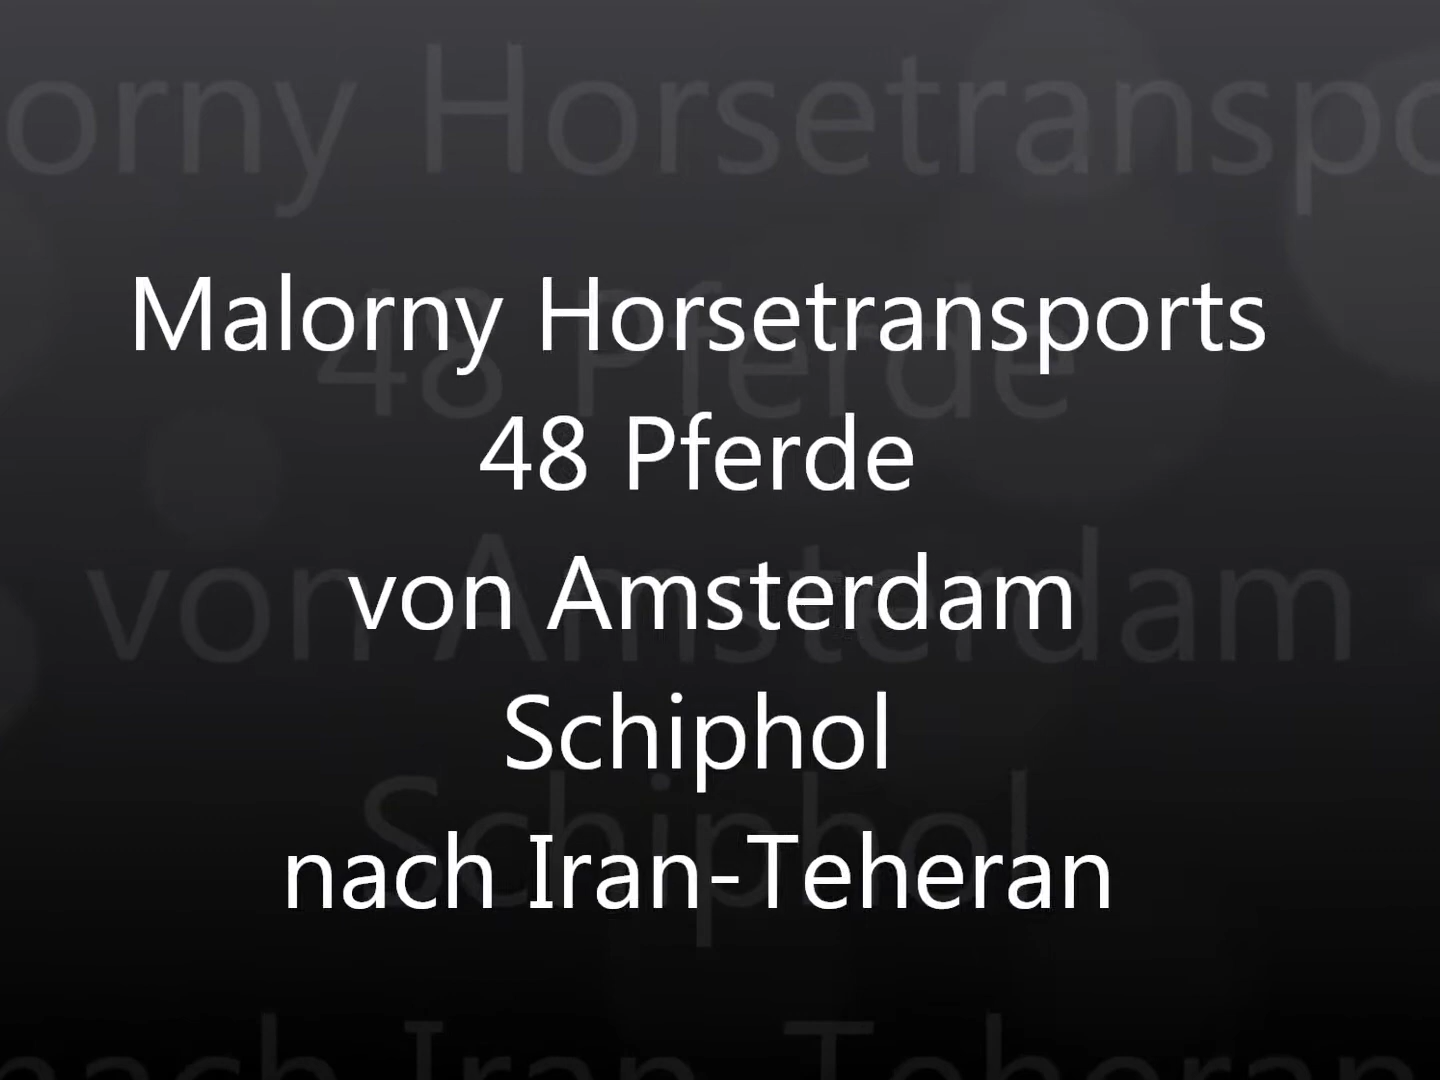 Malorny Horsetransports
48 Pferde
von Amsterdam
Schiphol
nach Iran-Teheran